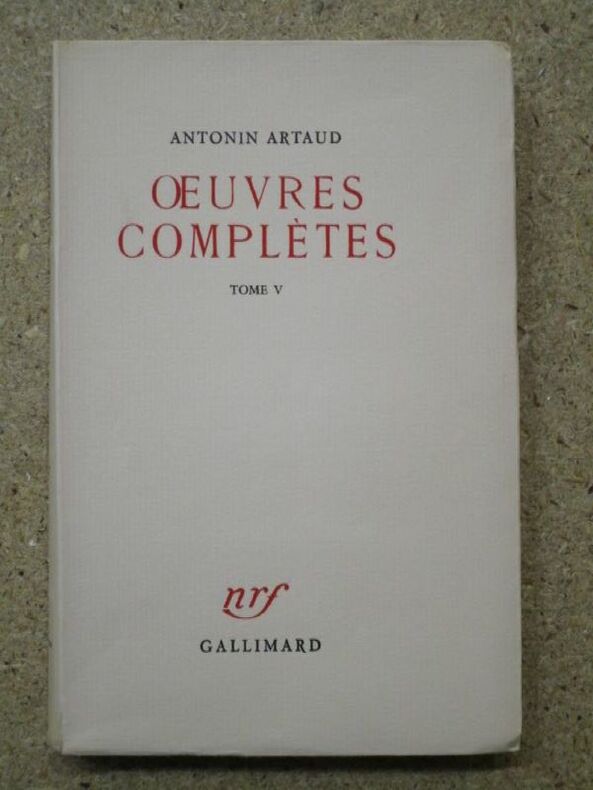 ANTONIN ARTAUD
ŒUVRES
COMPLÈTES
TOME V
nrf
GALLIMARD